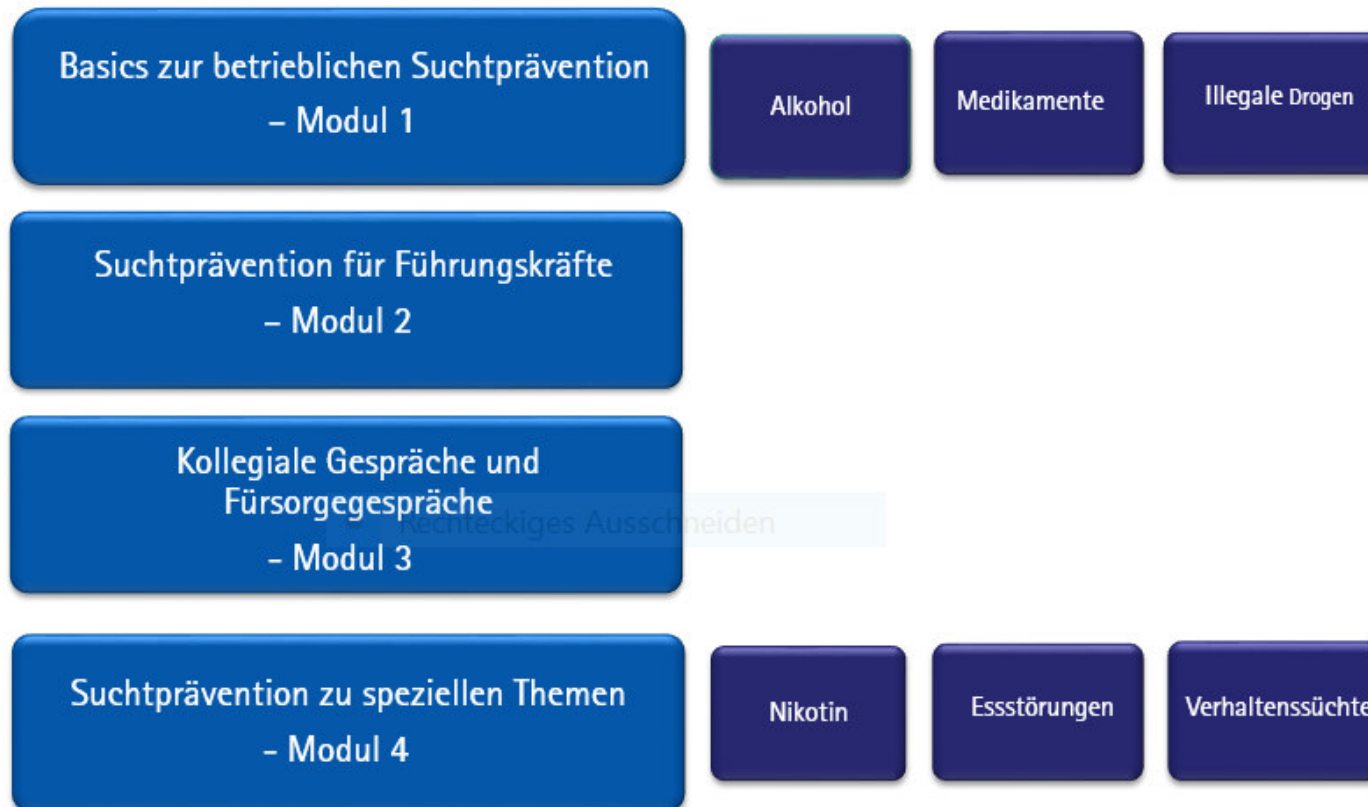 Basics zur betrieblichen Suchtprävention
– Modul 1
Alkohol
Medikamente
Illegale Drogen
Suchtprävention für Führungskräfte
– Modul 2
Kollegiale Gespräche und
Fürsorgegespräche
– Modul 3
Rechteckiges Ausschneiden
Suchtprävention zu speziellen Themen
– Modul 4
Nikotin
Essstörungen
Verhaltenssüchte